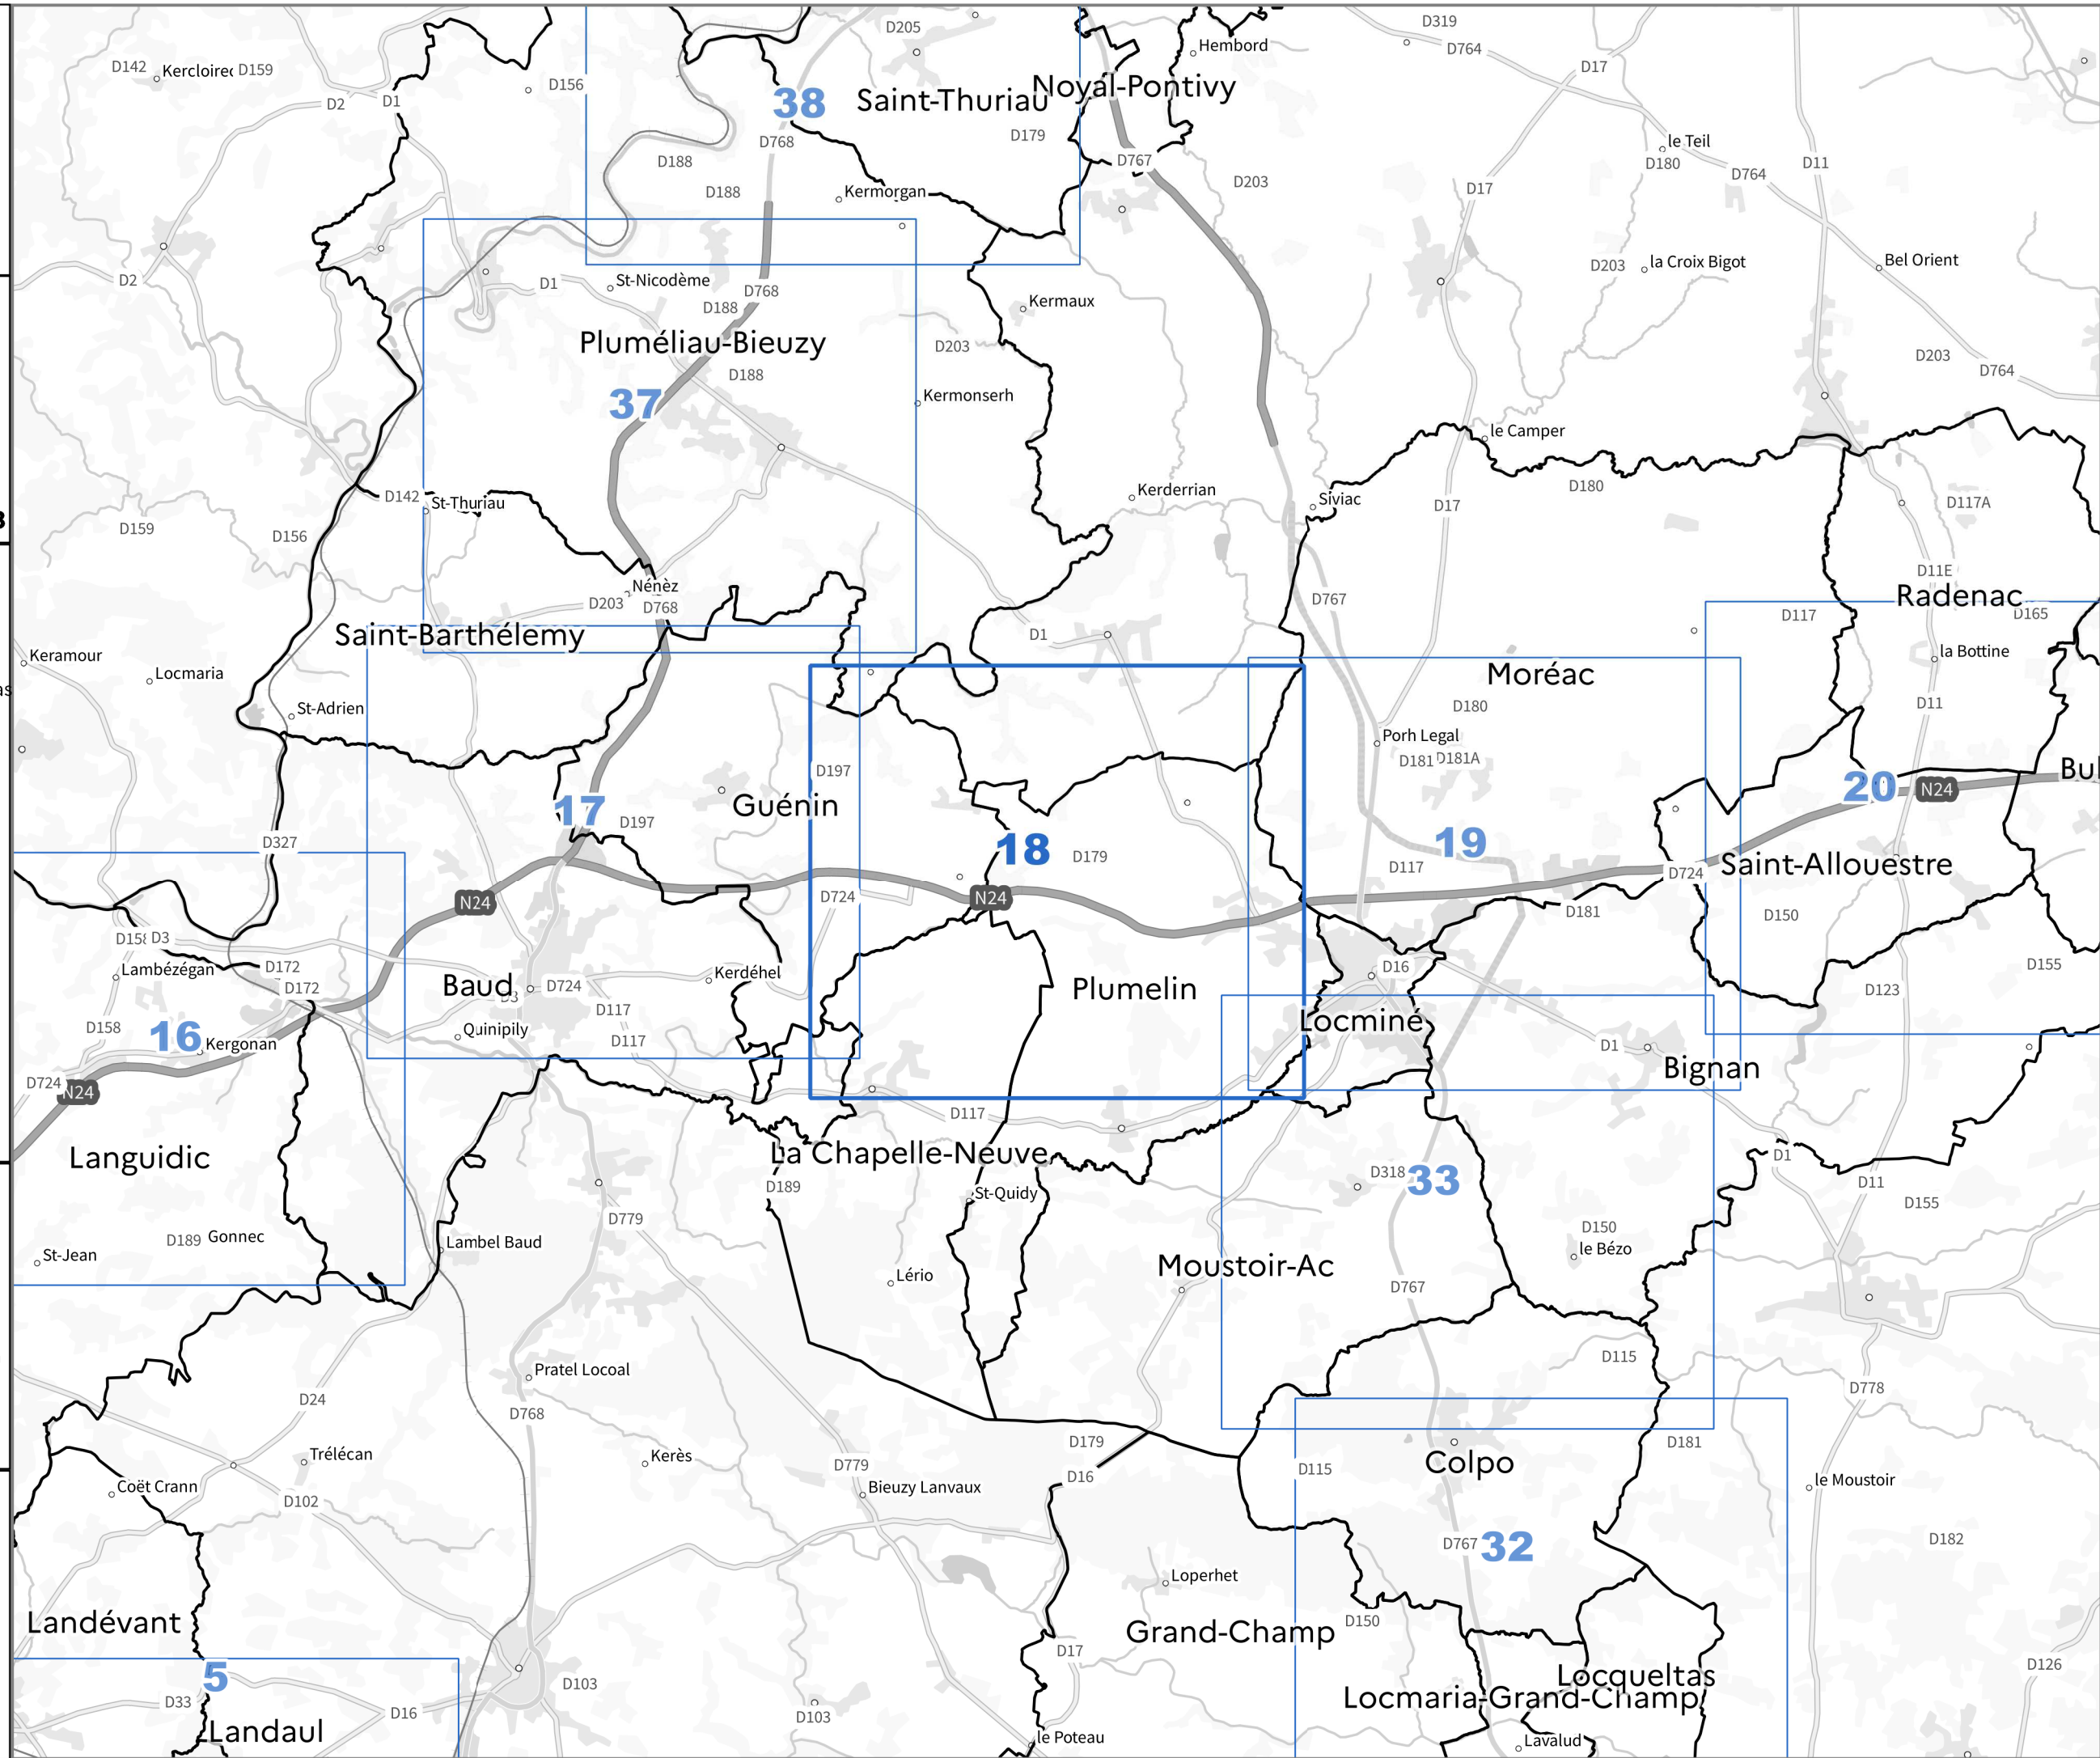 D205
D319
D764
Hembord
D17
D142
Kercloirec
D159
D156
D2
D1
38
Saint-Thuriau
Noyal-Pontivy
D179
D768
D767
le Teil
D180
D764
D11
D188
D188
Kermorgan
D203
D17
D2
D1
St-Nicodème
D768
D188
D203
la Croix Bigot
Bel Orient
Kermaux
Pluméliau-Bieuzy
D203
D188
D203
D764
37
Kermonserh
le Camper
D142
St-Thuriau
Kerderrian
Siviac
D17
D180
D117A
D159
D156
D11E
Nénèz
D203
D768
D767
Radenac
D117
D165
Saint-Barthélemy
D1
Keramour
la Bottine
Locmaria
Moréac
St-Adrien
D180
D11
Porh Legal
D181
D181A
D197
Bul
20
N24
17
Guénin
D197
D327
18
D179
19
D117
D724
Saint-Allouestre
N24
D724
N24
D181
D150
D158
D3
Lambézégan
D172
D172
Kerdéhel
D16
D155
Baud
D3
D724
Plumelin
D123
D117
D158
16
Kergonan
Quinipily
D117
Locminé
D1
Bignan
D724
N24
D117
Languidic
La Chapelle-Neuve
D1
D189
St-Quidy
D318
33
D11
D155
D779
D189
Gonnec
Lambel Baud
D150
le Bézo
St-Jean
Lério
Moustoir-Ac
D767
D115
Pratel Locoal
D24
D768
D778
D179
D181
Trélécan
Kerès
D779
D16
D115
Colpo
Coët Crann
D102
Bieuzy Lanvaux
le Moustoir
D767
32
D182
Loperhet
Landévant
Grand-Champ
D150
D17
5
D103
Locqueltas
D126
D33
D16
D103
Locmaria-Grand-Champ
Landaul
le Poteau
Lavalud